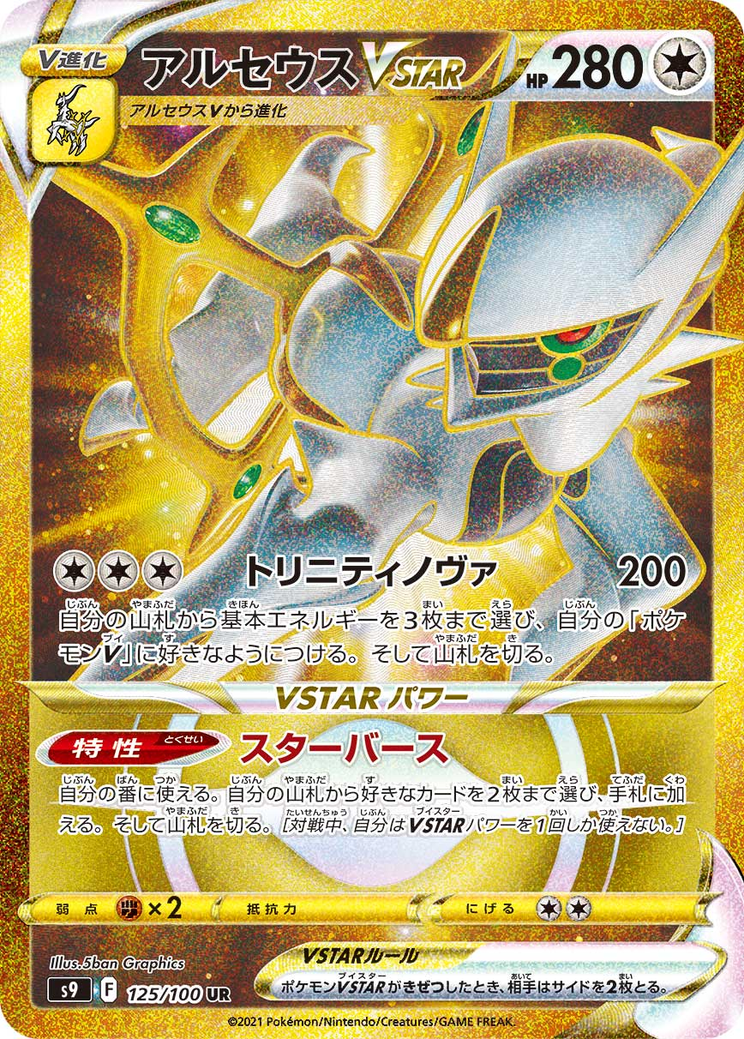 V進化
アルセウスVSTAR
HP 280
アルセウスVから進化
トリニティノヴァ 200
自分の山札から基本エネルギーを3枚まで選び、自分の「ポケ
モンV」に好きなようにつける。そして山札を切る。
VSTARパワー
特性 とくせい スターバース
自分の番に使える。自分の山札から好きなカードを2枚まで選び、手札に加
える。そして山札を切る。[対戦中、自分はVSTARパワーを1回しか使えない。]
弱点 ×2 抵抗力 にげる
Illus.5ban Graphics
VSTARルール
ポケモンVSTARがきぜつしたとき、相手はサイドを2枚とる。
s9 F 125/100 UR
©2021 Pokémon/Nintendo/Creatures/GAME FREAK.